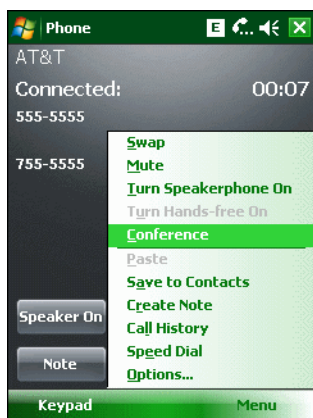 Phone
E
AT&T
Connected: 00:07
555-5555
755-5555
Swap
Mute
Turn Speakerphone On
Turn Hands-free On
Conference
Paste
Save to Contacts
Create Note
Call History
Speed Dial
Options...
Speaker On
Note
Keypad Menu